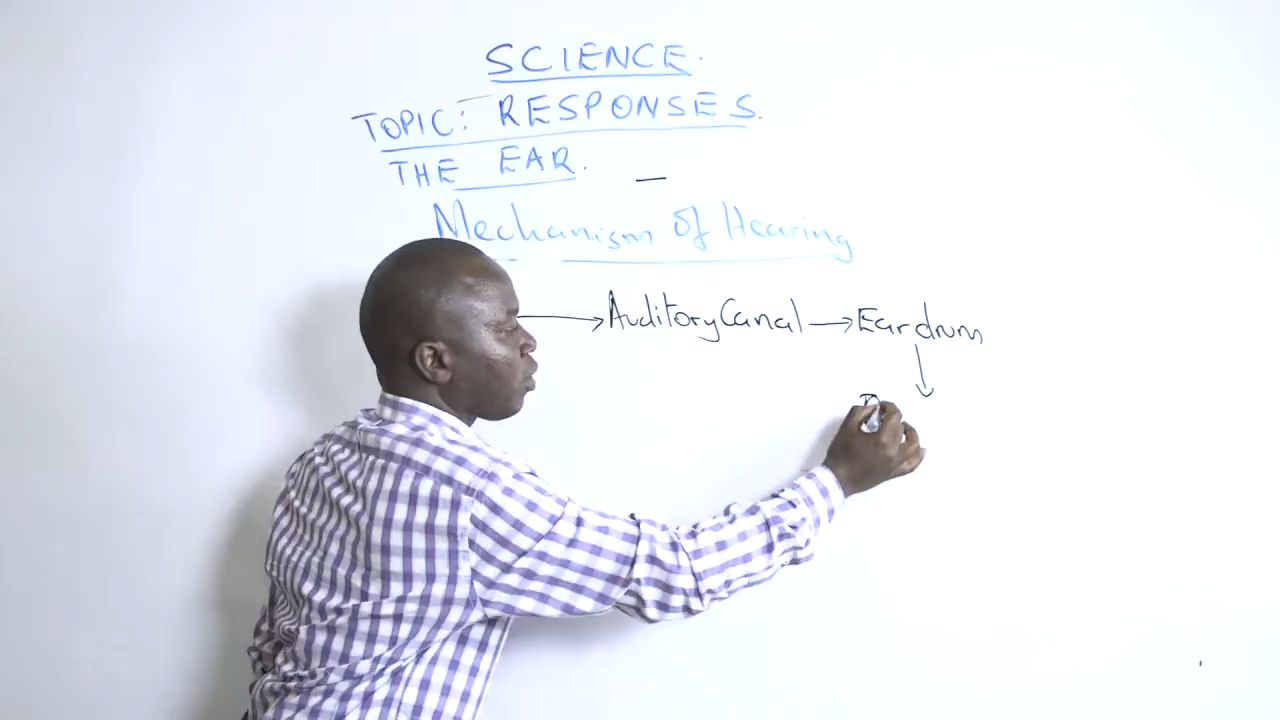 SCIENCE.
TOPIC: RESPONSES.
THE EAR.
Mechanism of Hearing
→ Auditory Canal → Eardrum